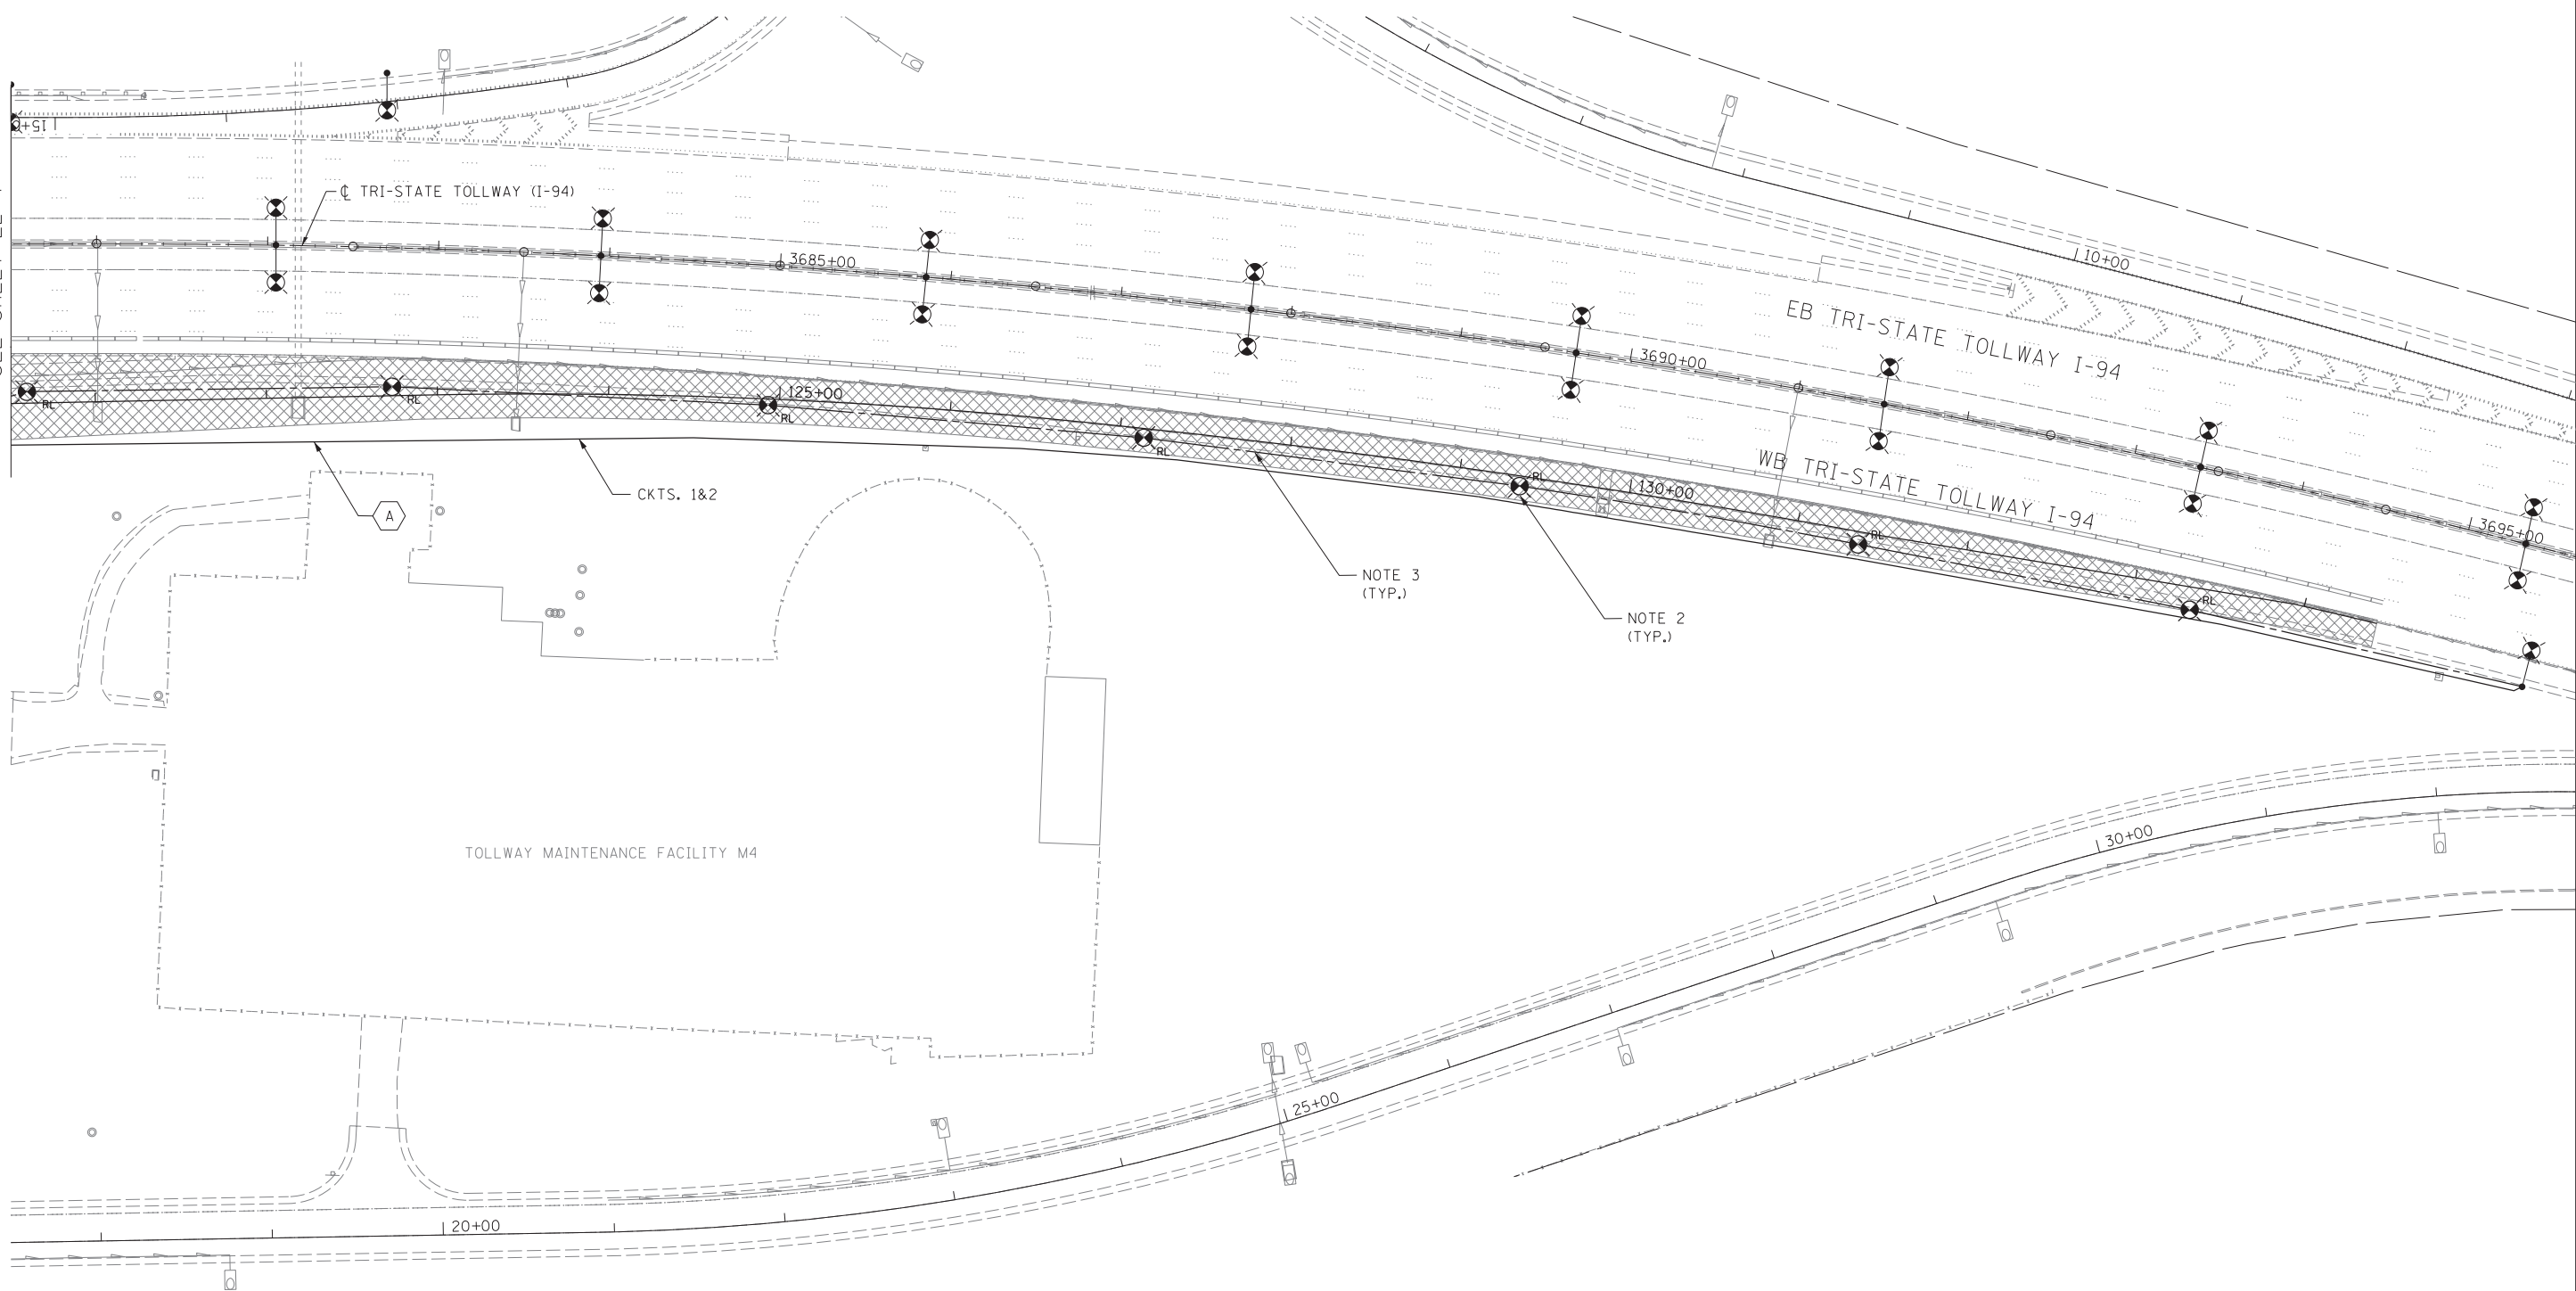 15+0
℄ TRI-STATE TOLLWAY (I-94)
3685+00
10+00
EB TRI-STATE TOLLWAY I-94
3690+00
WB TRI-STATE TOLLWAY I-94
3695+00
RL
RL
125+00
RL
RL
RL
130+00
RL
RL
CKTS. 1&2
A
NOTE 3
(TYP.)
NOTE 2
(TYP.)
TOLLWAY MAINTENANCE FACILITY M4
30+00
25+00
20+00